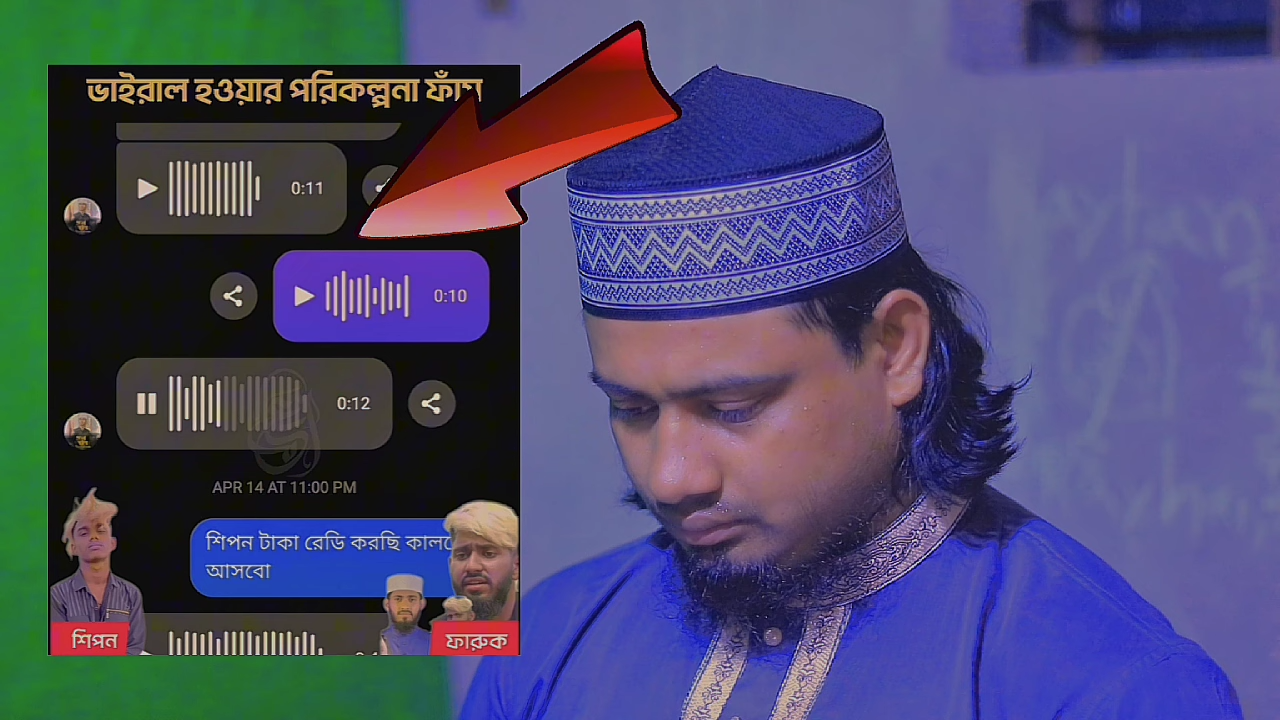 ভাইরাল হওয়ার পরিকল্পনা ফাঁস
0:11
0:10
0:12
APR 14 AT 11:00 PM
শিপন টাকা রেডি করছি
আসবো
শিপন
ফারুক